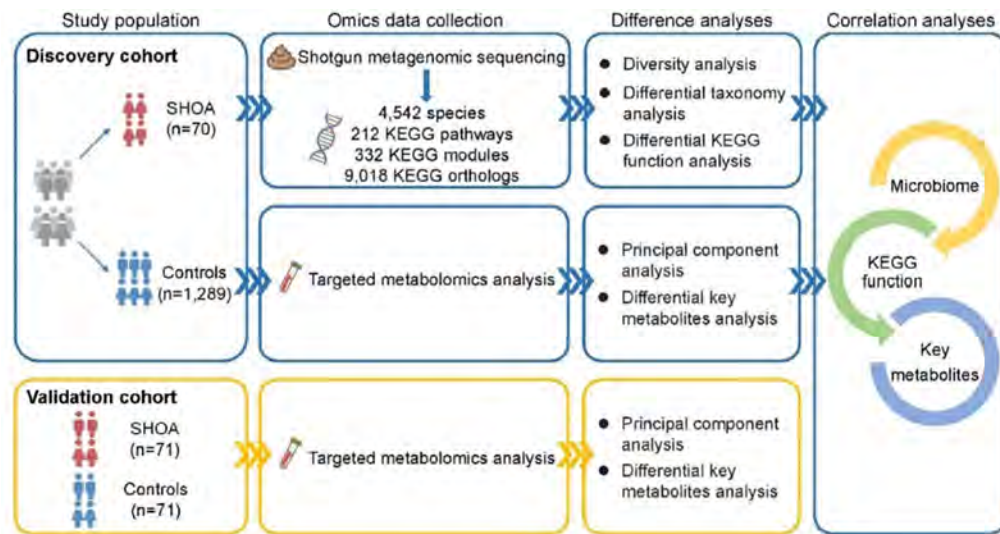 Study population
Omics data collection
Difference analyses
Correlation analyses
Discovery cohort
SHOA
(n=70)
Controls
(n=1,289)
Shotgun metagenomic sequencing
4,542 species
212 KEGG pathways
332 KEGG modules
9,018 KEGG orthologs
● Diversity analysis
● Differential taxonomy
analysis
● Differential KEGG
function analysis
Targeted metabolomics analysis
● Principal component
analysis
● Differential key
metabolites analysis
Microbiome
KEGG
function
Key
metabolites
Validation cohort
SHOA
(n=71)
Controls
(n=71)
Targeted metabolomics analysis
● Principal component
analysis
● Differential key
metabolites analysis